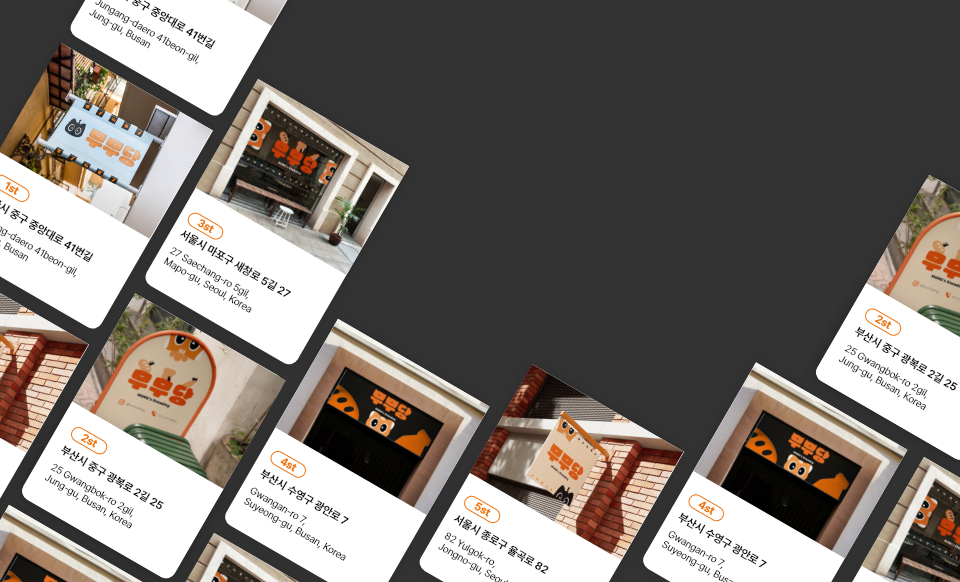 중구 중앙대로 41번길
Jungang-daero 41beon-gil,
Jung-gu, Busan
무무당
1st
중구 중앙대로 41번길
41beon-gil,
Busan
무무당
3st
서울시 마포구 새창로 5길 27
27 Saechang-ro 5gil,
Mapo-gu, Seoul, Korea
무무당
2st
부산시 중구 광복로 2길 25
25 Gwangbok-ro 2gil,
Jung-gu, Busan, Korea
무무당
4st
부산시 수영구 광안로 7
Gwangan-ro 7,
Suyeong-gu, Busan, Korea
무무당
5st
서울시 종로구 율곡로 82
82 Yulgok-ro,
Jongno-gu, Seoul
무무당
4st
부산시 수영구 광안로 7
Gwangan-ro 7,
Suyeong-gu,
2st
부산시 중구 광복로 2길 25
25 Gwangbok-ro 2gil,
Jung-gu, Busan, Korea